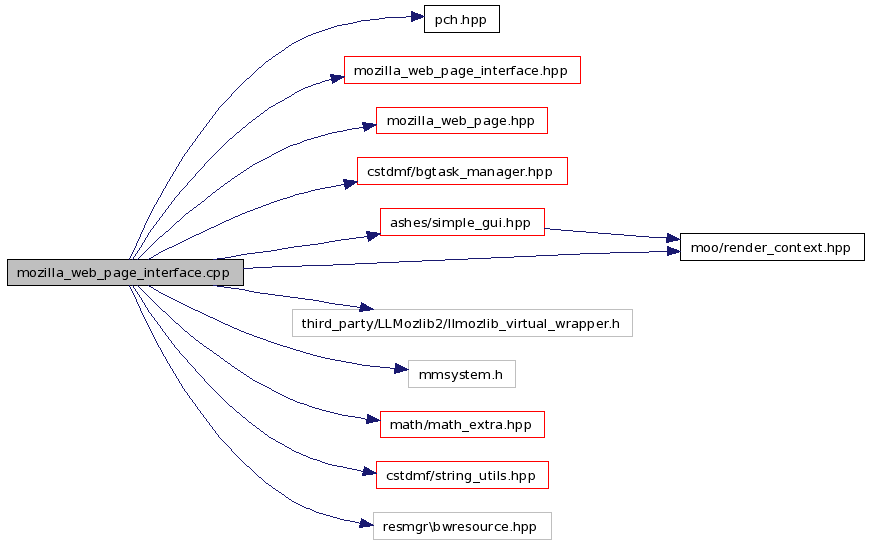 pch.hpp
mozilla_web_page_interface.hpp
mozilla_web_page.hpp
cstdmf/bgtask_manager.hpp
ashes/simple_gui.hpp
moo/render_context.hpp
mozilla_web_page_interface.cpp
third_party/LLMozlib2/llmozlib_virtual_wrapper.h
mmsystem.h
math/math_extra.hpp
cstdmf/string_utils.hpp
resmgr\bwresource.hpp